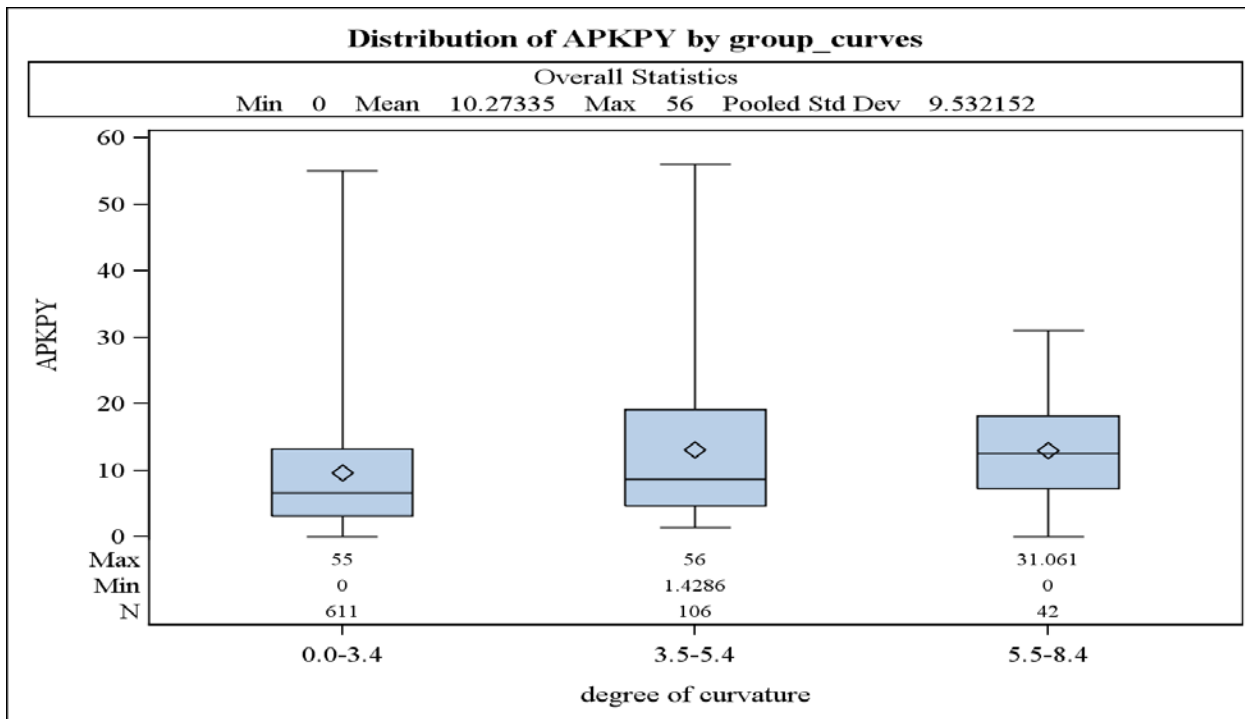 Distribution of APKPY by group_curves
Overall Statistics
Min 0 Mean 10.27335 Max 56 Pooled Std Dev 9.532152
60
50
40
30
20
10
0
APKPY
Max 55 56 31.061
Min 0 1.4286 0
N 611 106 42
0.0-3.4 3.5-5.4 5.5-8.4
degree of curvature